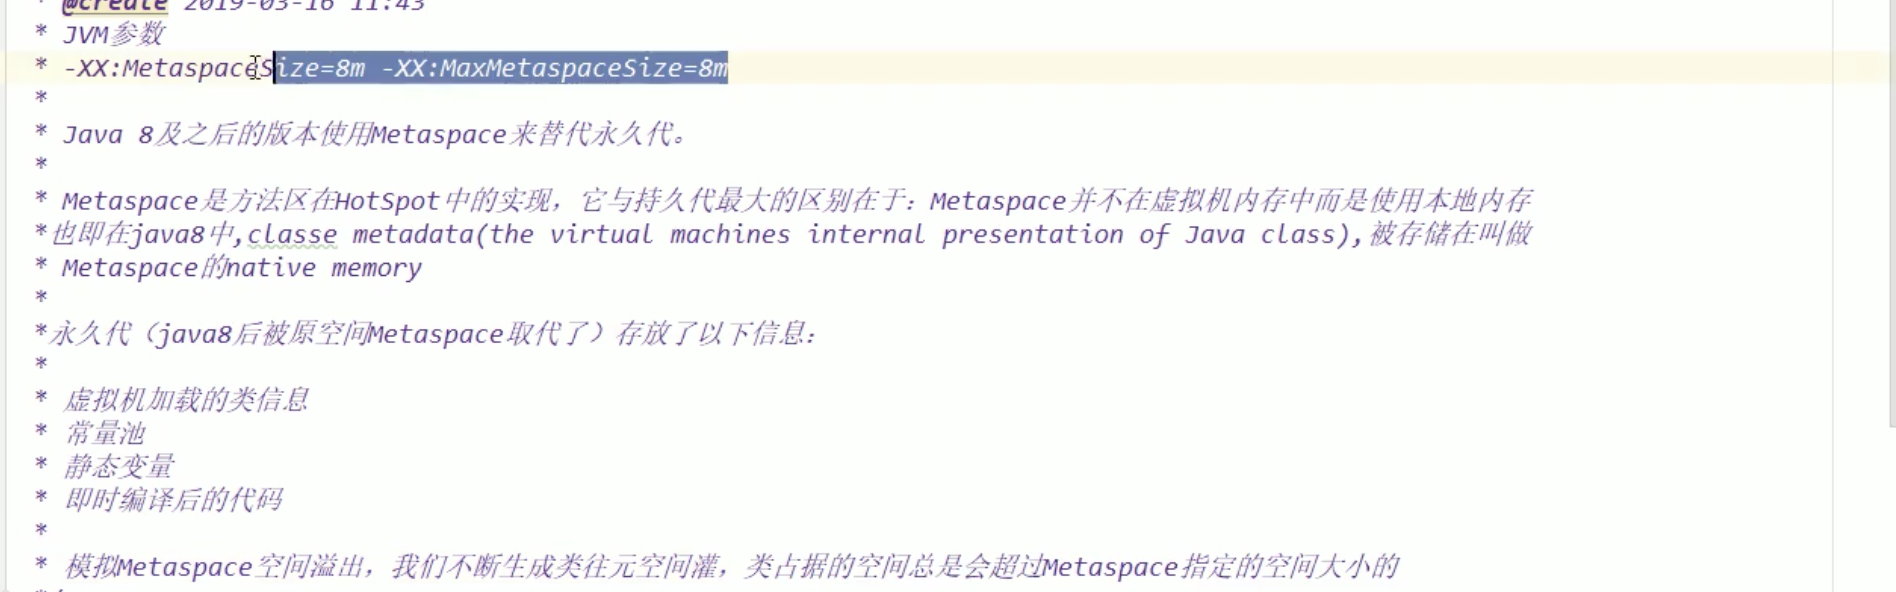 * @create 2019-03-16 11:43
* JVM参数
* -XX:MetaspaceSize=8m -XX:MaxMetaspaceSize=8m
*
* Java 8及之后的版本使用Metaspace来替代永久代。
*
* Metaspace是方法区在HotSpot中的实现，它与持久代最大的区别在于：Metaspace并不在虚拟机内存中而是使用本地内存
*也即在java8中,classe metadata(the virtual machines internal presentation of Java class),被存储在叫做
* Metaspace的native memory
*
*永久代（java8后被原空间Metaspace取代了）存放了以下信息：
*
* 虚拟机加载的类信息
* 常量池
* 静态变量
* 即时编译后的代码
*
* 模拟Metaspace空间溢出，我们不断生成类往元空间灌，类占据的空间总是会超过Metaspace指定的空间大小的